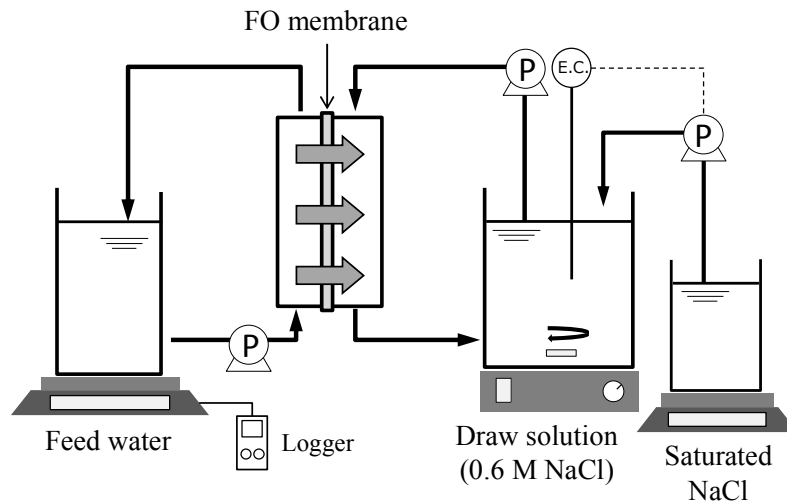 FO membrane
P
E.C.
P
P
Feed water
Logger
Draw solution
(0.6 M NaCl)
Saturated
NaCl